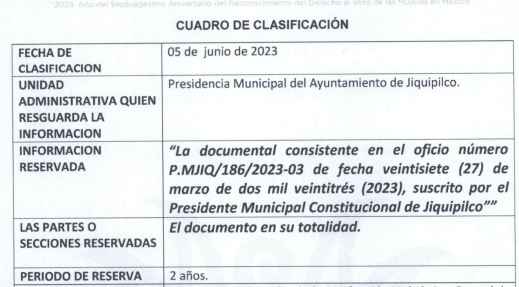 "2023. Año del Septuagésimo Aniversario del Reconocimiento del Derecho al Voto de las Mujeres en México
CUADRO DE CLASIFICACIÓN
FECHA DE CLASIFICACION
05 de junio de 2023
UNIDAD
ADMINISTRATIVA QUIEN
RESGUARDA LA
INFORMACION
Presidencia Municipal del Ayuntamiento de Jiquipilco.
INFORMACION
RESERVADA
"La documental consistente en el oficio número
P.MJIQ/186/2023-03 de fecha veintisiete (27) de
marzo de dos mil veintitrés (2023), suscrito por el
Presidente Municipal Constitucional de Jiquipilco""
LAS PARTES O
SECCIONES RESERVADAS
El documento en su totalidad.
PERIODO DE RESERVA
2 años.